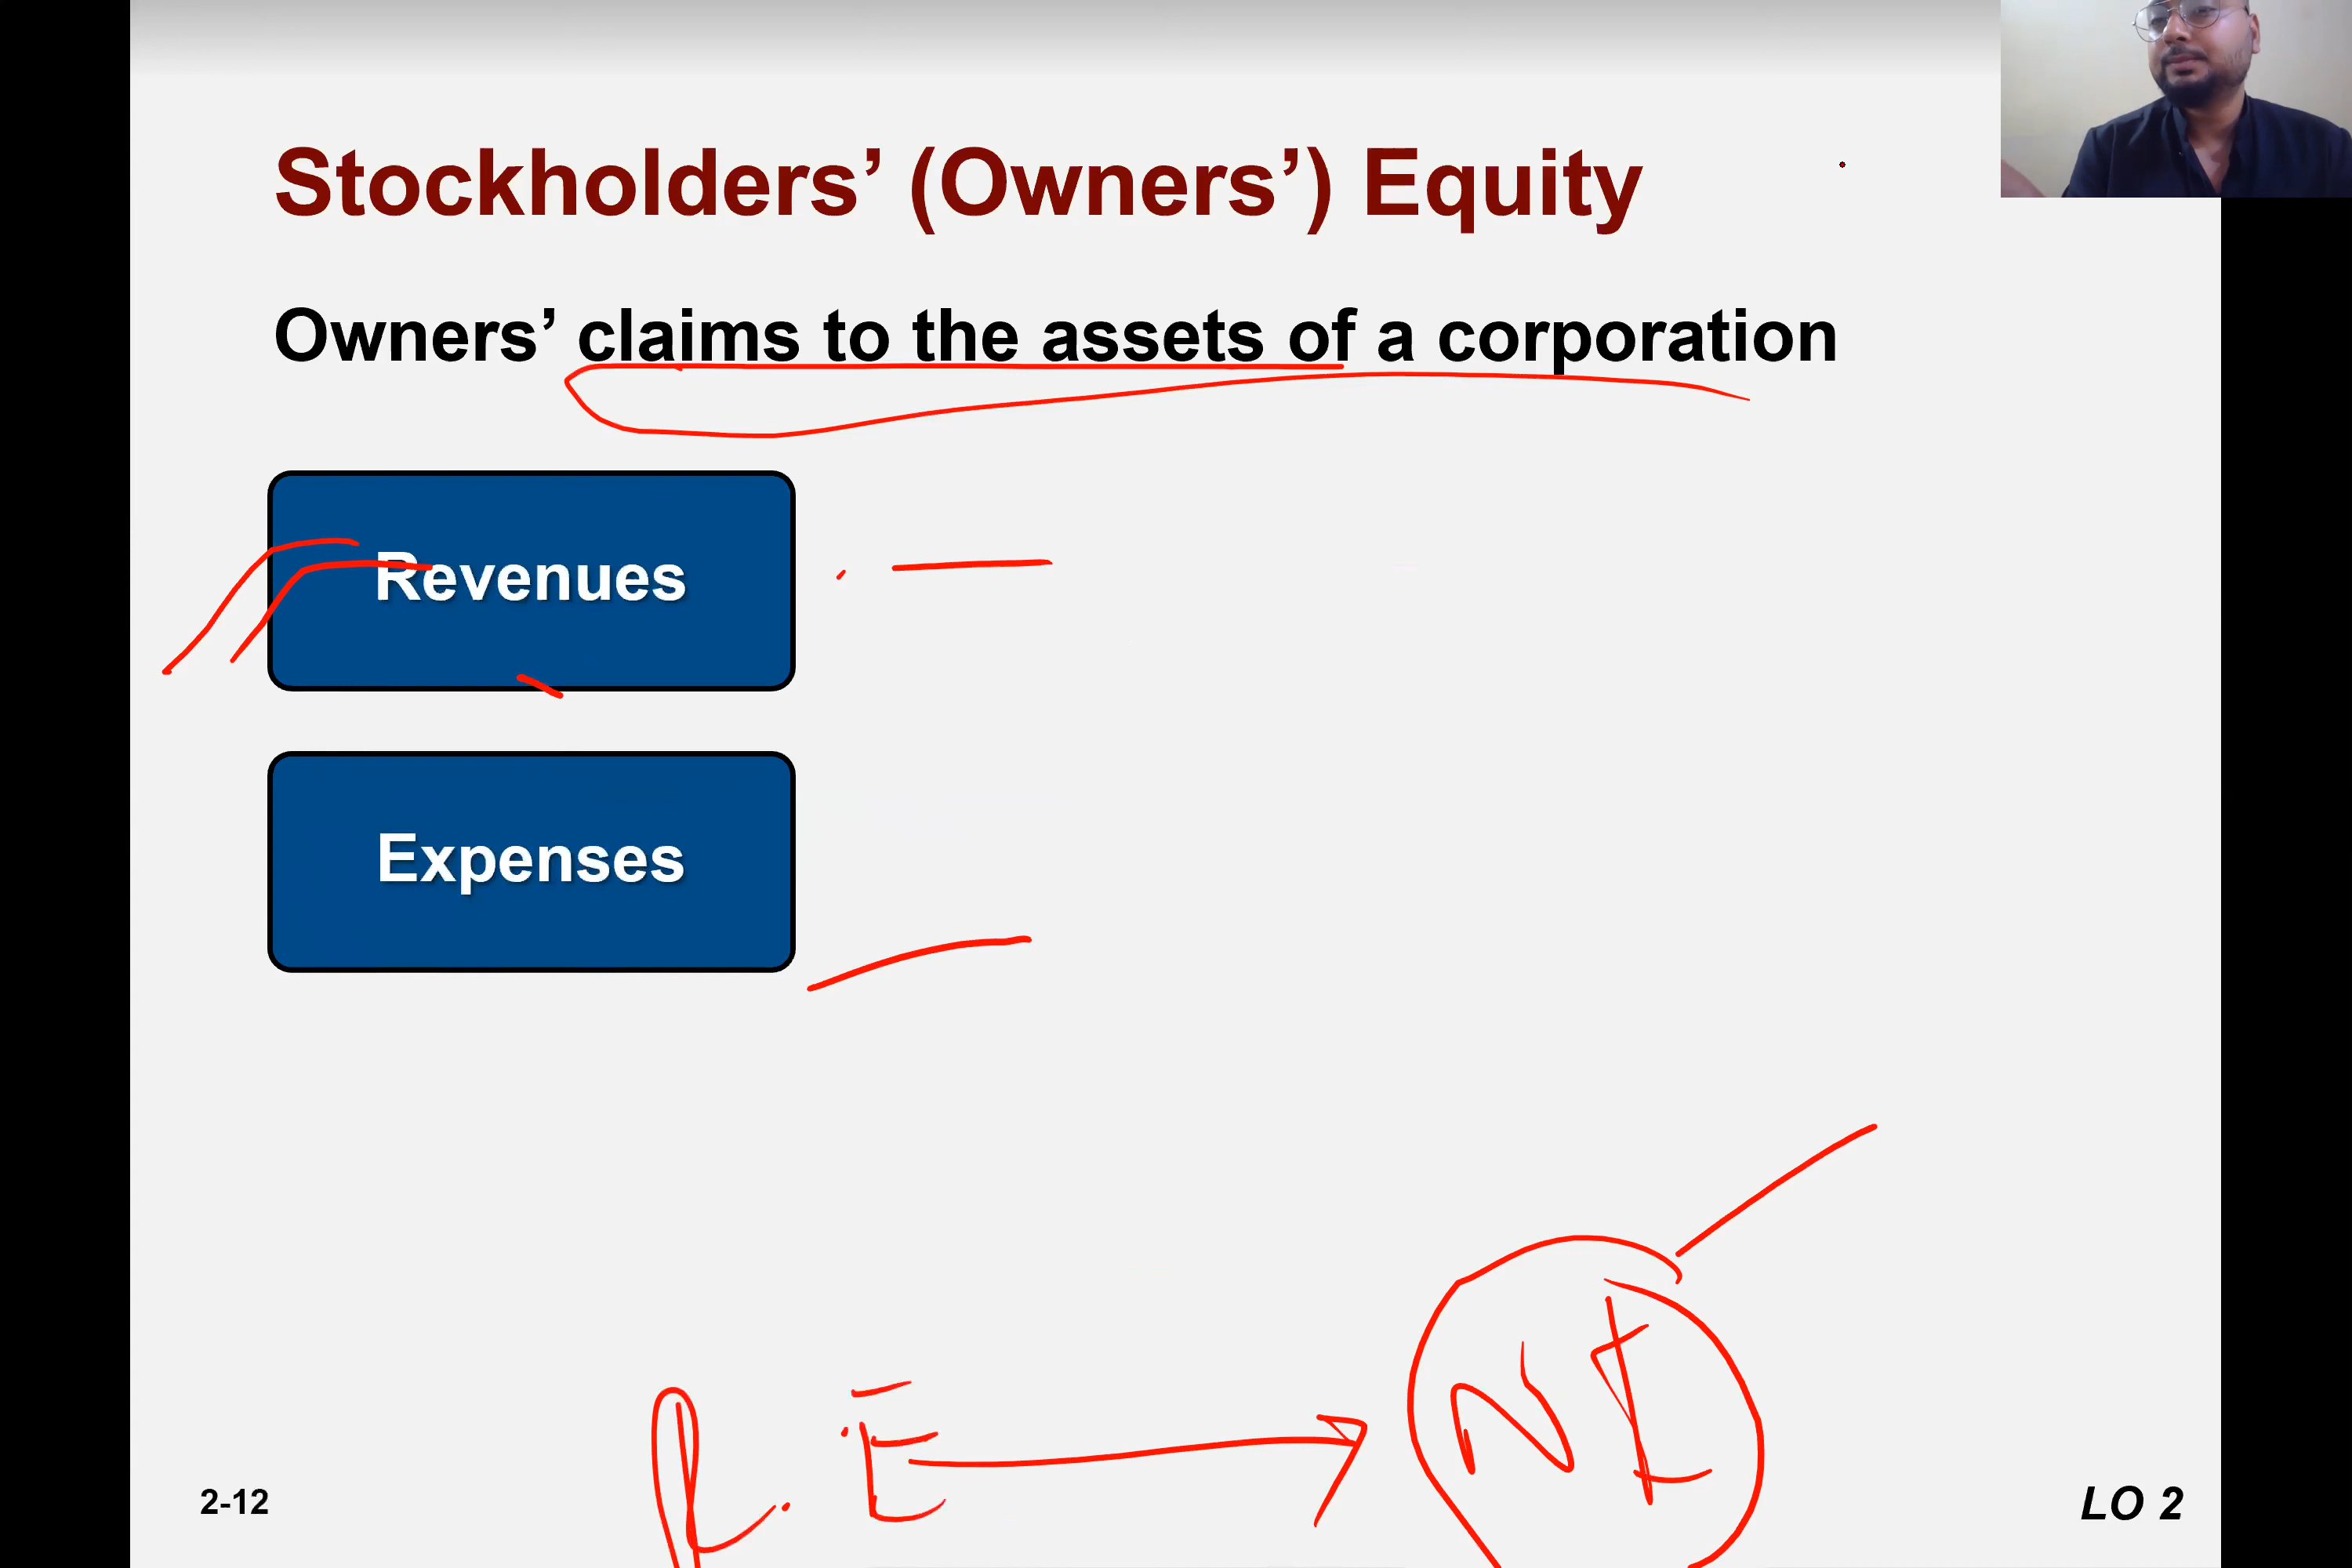 Stockholders’ (Owners’) Equity
Owners’ claims to the assets of a corporation
Revenues
Expenses
R. E
NI
2-12
LO 2